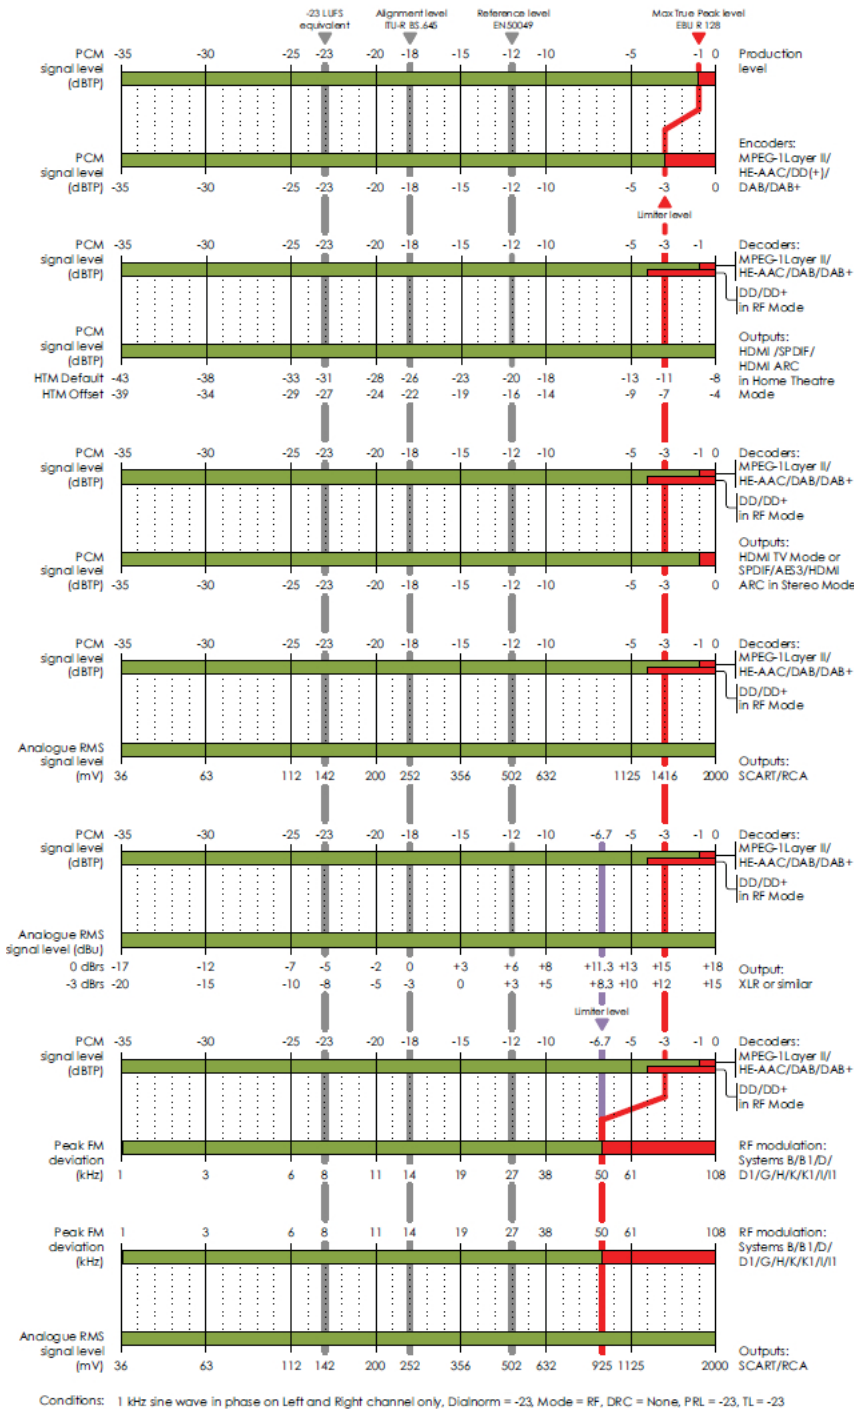 -23 LUFS equivalent
Alignment level ITU-R BS.645
Reference level EN50049
Max True Peak level EBU R 128
PCM signal level (dBTP)
-35 -30 -25 -23 -20 -18 -15 -12 -10 -5 -1 0
Production level
PCM signal level (dBTP)
-35 -30 -25 -23 -20 -18 -15 -12 -10 -5 -3 0
Encoders: MPEG-1 Layer II/ HE-AAC/DD(+)/ DAB/DAB+
Limiter level
PCM signal level (dBTP)
-35 -30 -25 -23 -20 -18 -15 -12 -10 -5 -3 -1 0
Decoders: MPEG-1 Layer II/ HE-AAC/DAB/DAB+
DD/DD+ in RF Mode
PCM signal level (dBTP)
Outputs: HDMI /SPDIF/ HDMI ARC in Home Theatre Mode
HTM Default -43 -38 -33 -31 -28 -26 -23 -20 -18 -13 -11 -8
HTM Offset -39 -34 -29 -27 -24 -22 -19 -16 -14 -9 -7 -4
PCM signal level (dBTP)
-35 -30 -25 -23 -20 -18 -15 -12 -10 -5 -3 -1 0
Decoders: MPEG-1 Layer II/ HE-AAC/DAB/DAB+
DD/DD+ in RF Mode
PCM signal level (dBTP)
-35 -30 -25 -23 -20 -18 -15 -12 -10 -5 -3 0
Outputs: HDMI TV Mode or SPDIF/AES3/HDMI ARC in Stereo Mode
PCM signal level (dBTP)
-35 -30 -25 -23 -20 -18 -15 -12 -10 -5 -3 -1 0
Decoders: MPEG-1 Layer II/ HE-AAC/DAB/DAB+
DD/DD+ in RF Mode
Analogue RMS signal level (mV)
36 63 112 142 200 252 356 502 632 1125 1416 2000
Outputs: SCART/RCA
PCM signal level (dBTP)
-35 -30 -25 -23 -20 -18 -15 -12 -10 -6.7 -5 -3 -1 0
Decoders: MPEG-1 Layer II/ HE-AAC/DAB/DAB+
DD/DD+ in RF Mode
Analogue RMS signal level (dBu)
0 dBrs -17 -12 -7 -5 -2 0 +3 +6 +8 +11.3 +13 +15 +18
-3 dBrs -20 -15 -10 -8 -5 -3 0 +3 +5 +8.3 +10 +12 +15
Output: XLR or similar
Limiter level
PCM signal level (dBTP)
-35 -30 -25 -23 -20 -18 -15 -12 -10 -6.7 -5 -3 -1 0
Decoders: MPEG-1 Layer II/ HE-AAC/DAB/DAB+
DD/DD+ in RF Mode
Peak FM deviation (kHz)
1 3 6 8 11 14 19 27 38 50 61 108
RF modulation: Systems B/B1/D/ D1/G/H/K/K1/I/I1
Peak FM deviation (kHz)
1 3 6 8 11 14 19 27 38 50 61 108
RF modulation: Systems B/B1/D/ D1/G/H/K/K1/I/I1
Analogue RMS signal level (mV)
36 63 112 142 200 252 356 502 632 925 1125 2000
Outputs: SCART/RCA
Conditions: 1 kHz sine wave in phase on Left and Right channel only, Dialnorm = -23, Mode = RF, DRC = None, PRL = -23, TL = -23